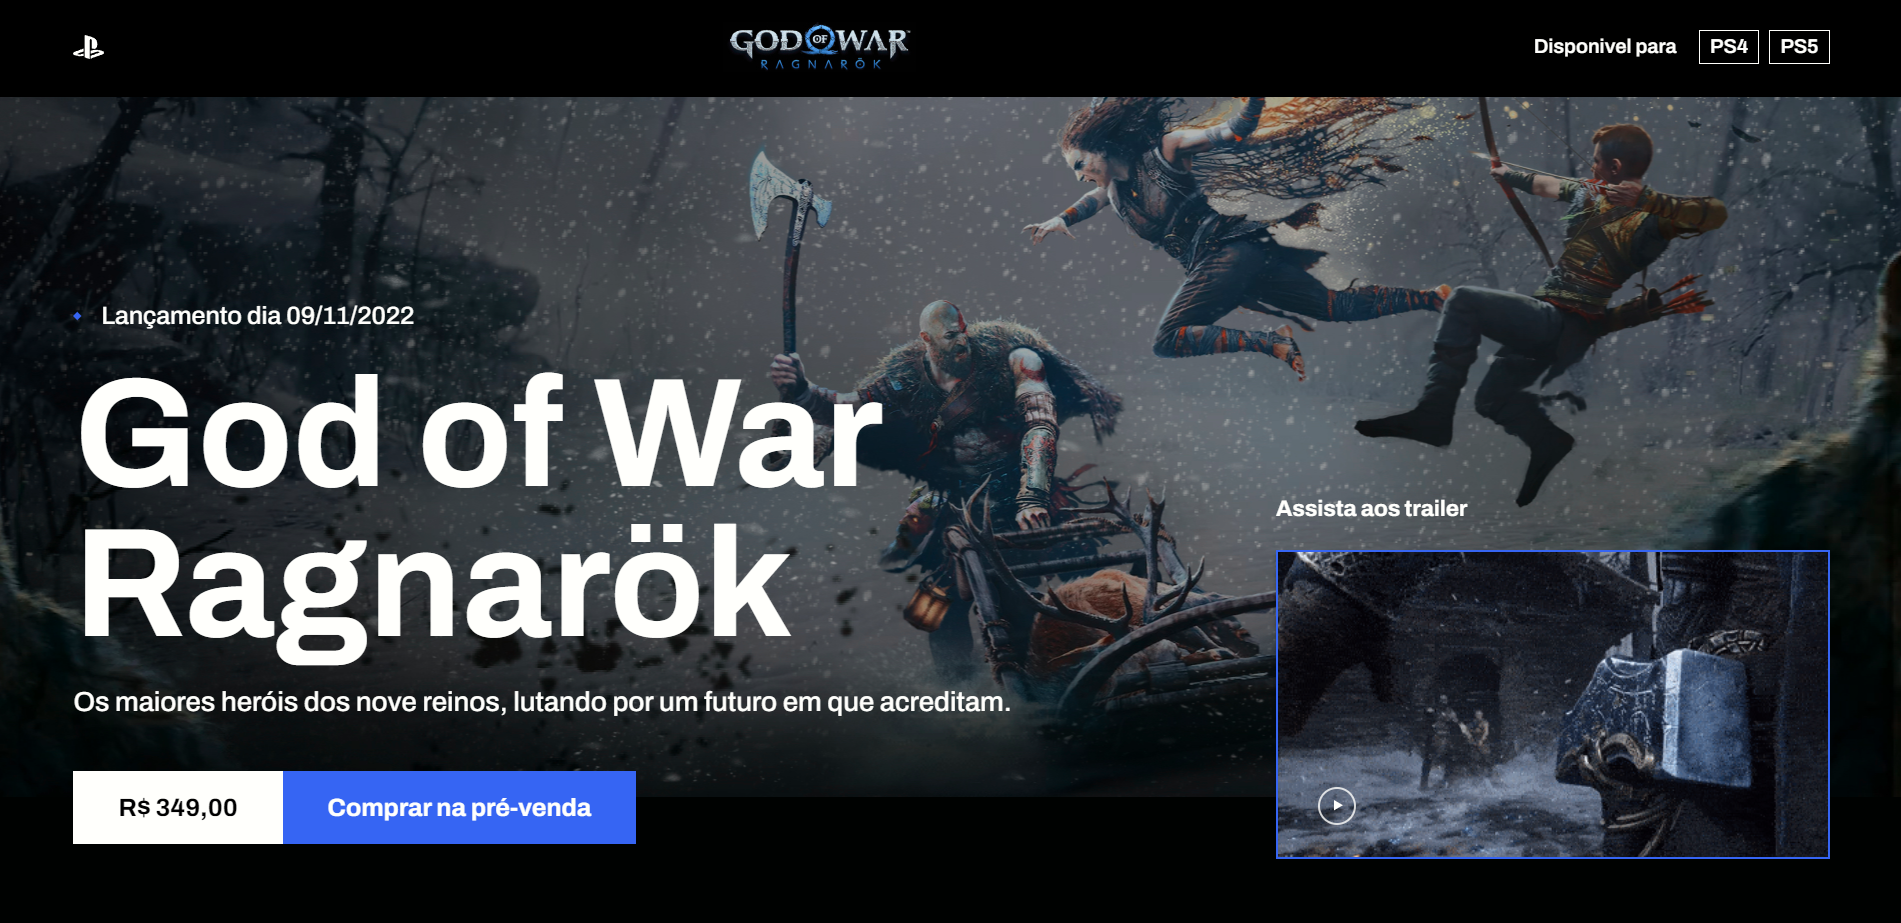 GOD OF WAR
RAGNARÖK
Disponivel para
PS4
PS5
Lançamento dia 09/11/2022
God of War
Ragnarök
Os maiores heróis dos nove reinos, lutando por um futuro em que acreditam.
R$ 349,00
Comprar na pré-venda
Assista aos trailer